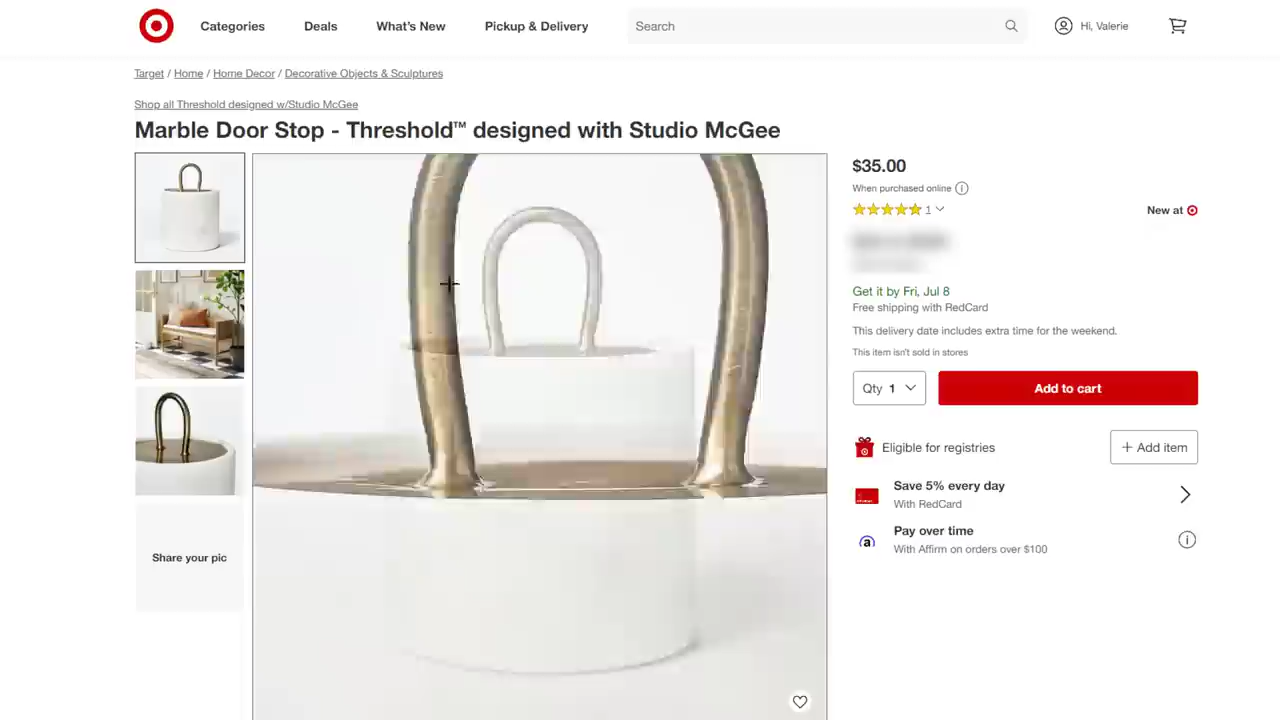 Categories
Deals
What's New
Pickup & Delivery
Search
Hi, Valerie
Target / Home / Home Decor / Decorative Objects & Sculptures
Shop all Threshold designed w/Studio McGee
Marble Door Stop - Threshold™ designed with Studio McGee
$35.00
When purchased online
1
New at
Get it by Fri, Jul 8
Free shipping with RedCard
This delivery date includes extra time for the weekend.
This item isn't sold in stores
Qty 1
Add to cart
Eligible for registries
+ Add item
Save 5% every day
With RedCard
Pay over time
With Affirm on orders over $100
Share your pic